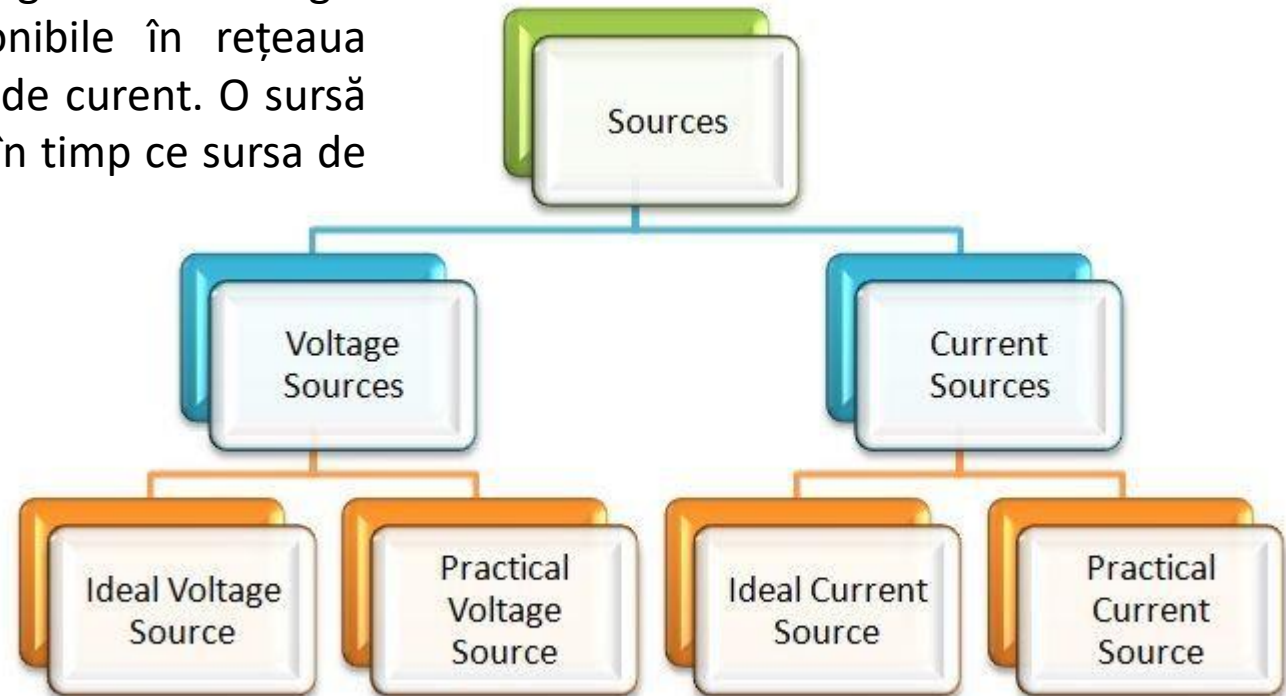 onibile în rețeaua
de curent. O sursă
în timp ce sursa de
Sources
Voltage
Sources
Current
Sources
Ideal Voltage
Source
Practical
Voltage
Source
Ideal Current
Source
Practical
Current
Source